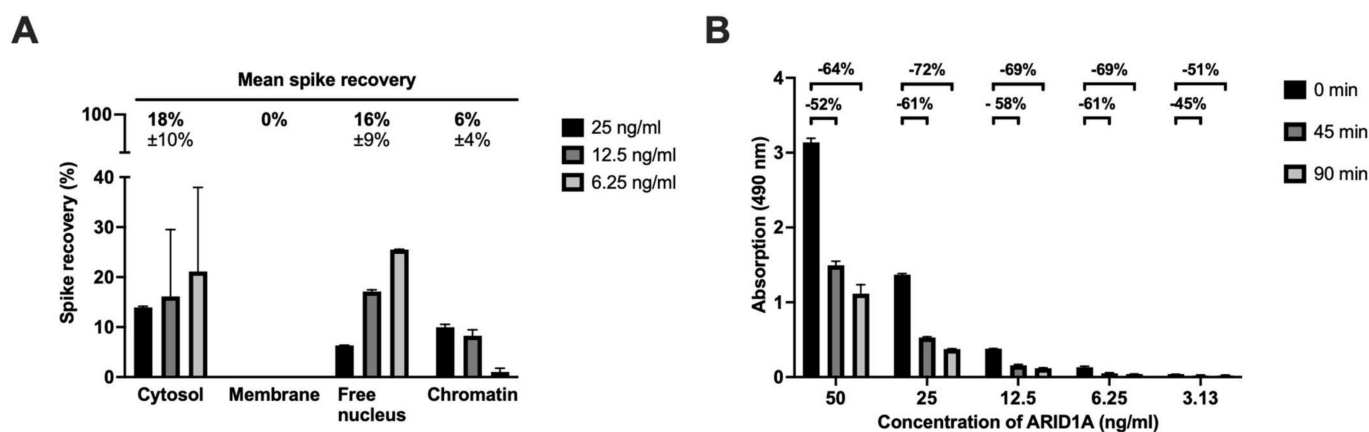 A
Mean spike recovery
100
18% 0% 16% 6%
±10% ±9% ±4%
25 ng/ml
12.5 ng/ml
6.25 ng/ml
Spike recovery (%)
40
30
20
10
0
Cytosol Membrane Free Chromatin
nucleus
B
-64% -72% -69% -69% -51%
-52% -61% - 58% -61% -45%
0 min
45 min
90 min
Absorption (490 nm)
4
3
2
1
0
50 25 12.5 6.25 3.13
Concentration of ARID1A (ng/ml)